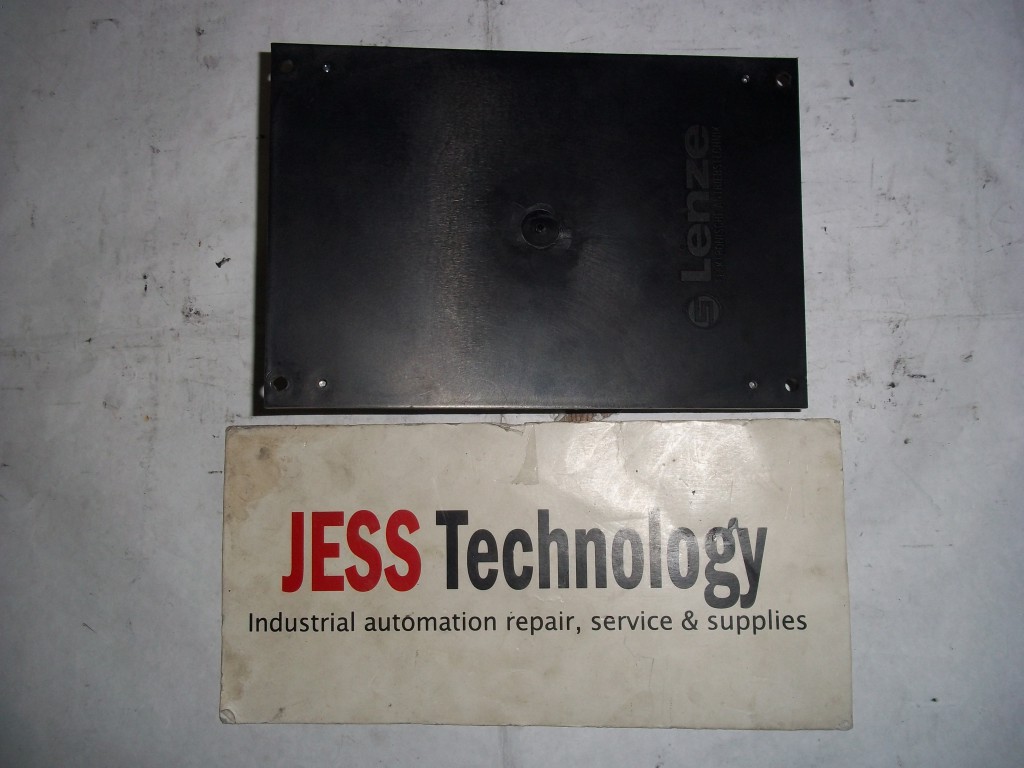 Lenze
JESS Technology
Industrial automation repair, service & supplies